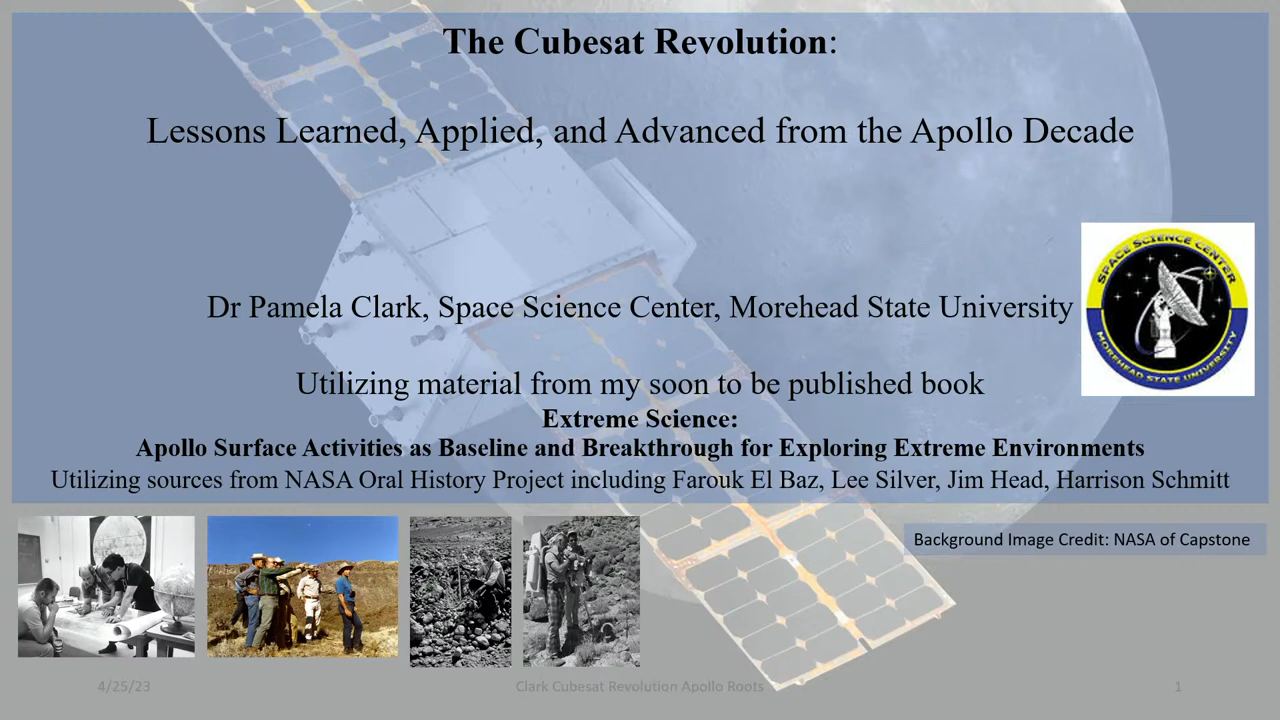 The Cubesat Revolution:
Lessons Learned, Applied, and Advanced from the Apollo Decade
SPACE SCIENCE CENTER
MOREHEAD STATE UNIVERSITY
Dr Pamela Clark, Space Science Center, Morehead State University
Utilizing material from my soon to be published book
Extreme Science:
Apollo Surface Activities as Baseline and Breakthrough for Exploring Extreme Environments
Utilizing sources from NASA Oral History Project including Farouk El Baz, Lee Silver, Jim Head, Harrison Schmitt
Background Image Credit: NASA of Capstone
4/25/23
Clark Cubesat Revolution Apollo Roots
1